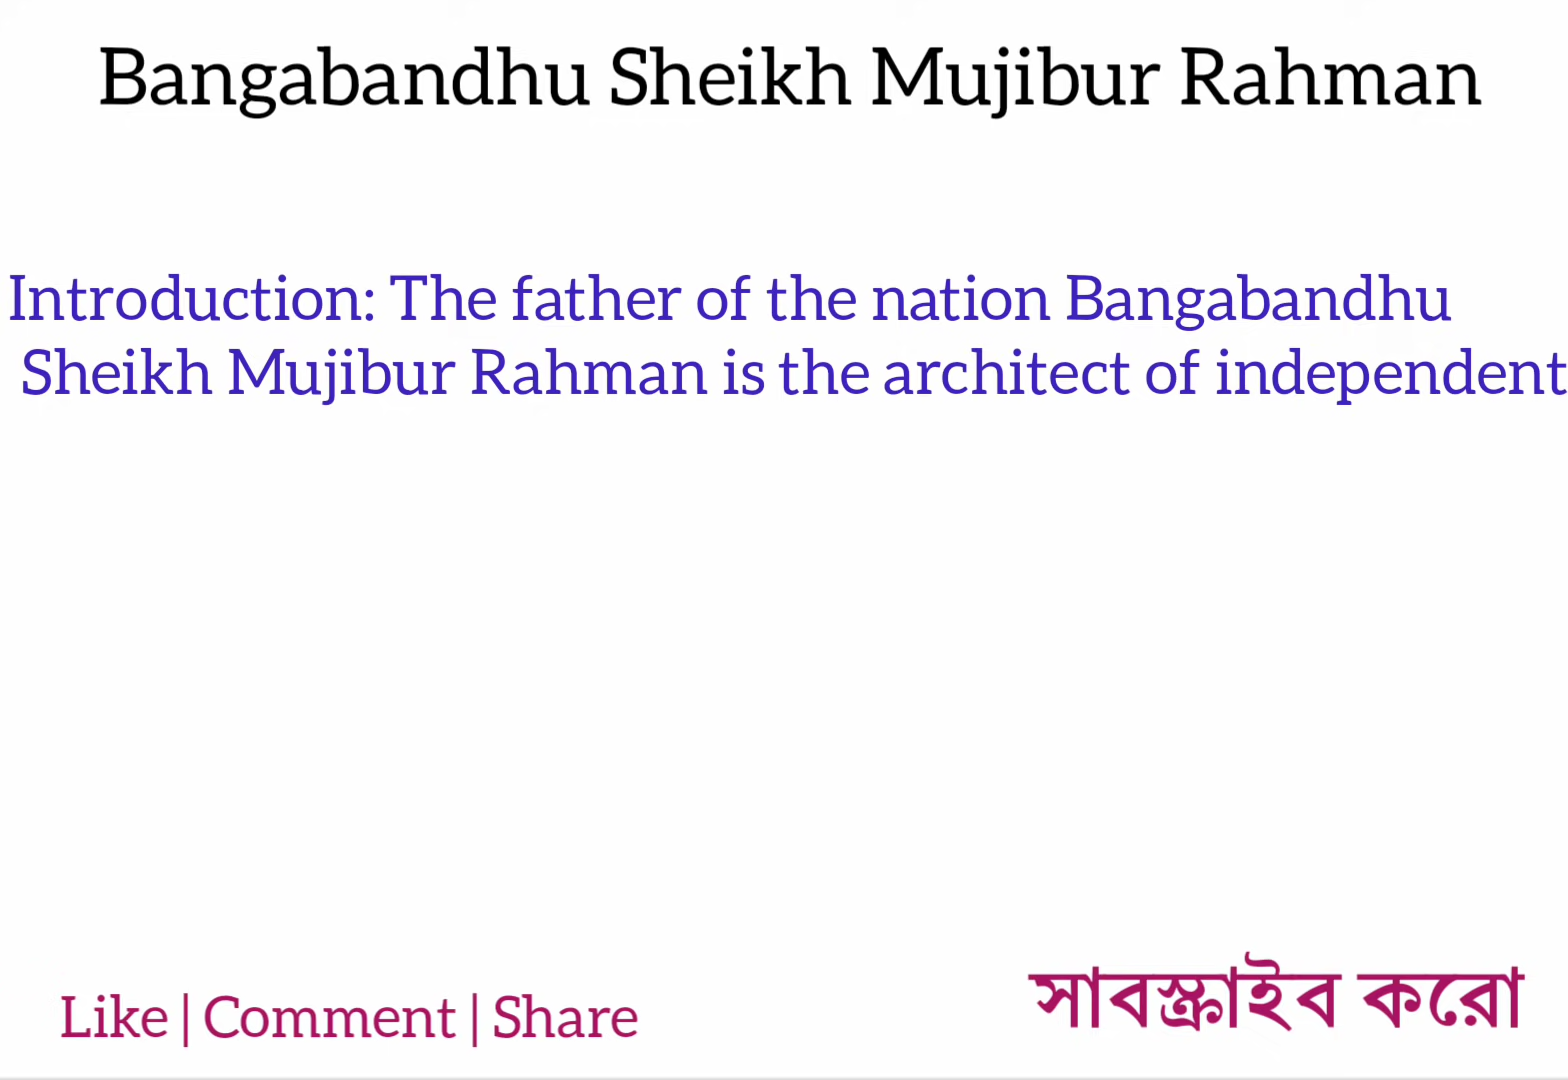 Bangabandhu Sheikh Mujibur Rahman
Introduction: The father of the nation Bangabandhu
Sheikh Mujibur Rahman is the architect of independent
Like | Comment | Share
সাবস্ক্রাইব করো